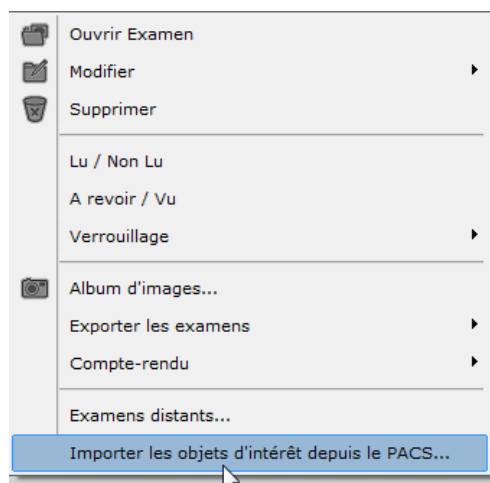 Ouvrir Examen
Modifier
Supprimer
Lu / Non Lu
A revoir / Vu
Verrouillage
Album d'images...
Exporter les examens
Compte-rendu
Examens distants...
Importer les objets d'intérêt depuis le PACS...